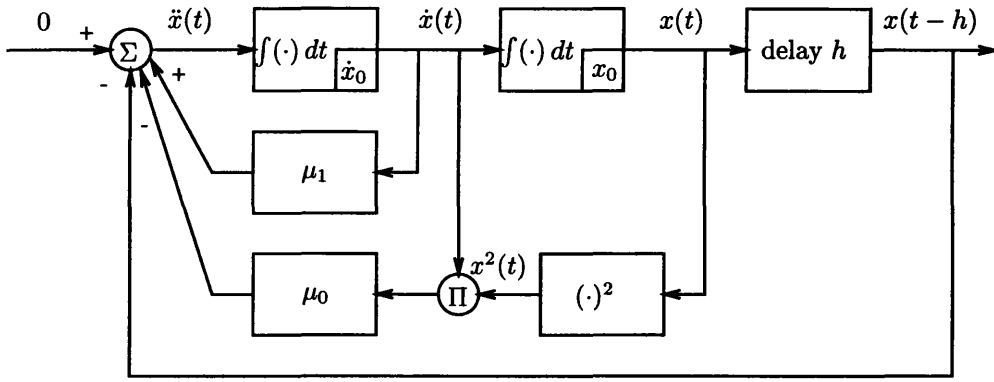 0 + Σ ẍ(t) ∫(·) dt ẋ₀ ẋ(t) ∫(·) dt x₀ x(t) delay h x(t − h)
- + -
μ₁
μ₀ Π x²(t) (·)²